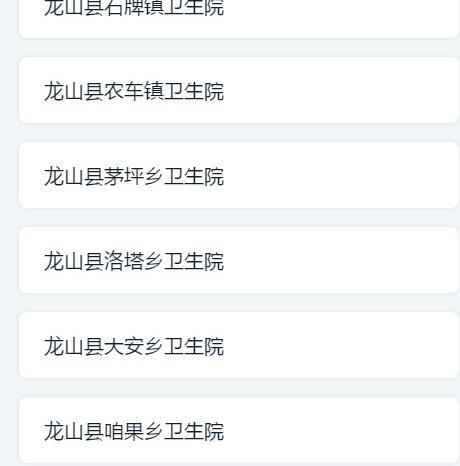 龙山县石牌镇卫生院
龙山县农车镇卫生院
龙山县茅坪乡卫生院
龙山县洛塔乡卫生院
龙山县大安乡卫生院
龙山县咱果乡卫生院